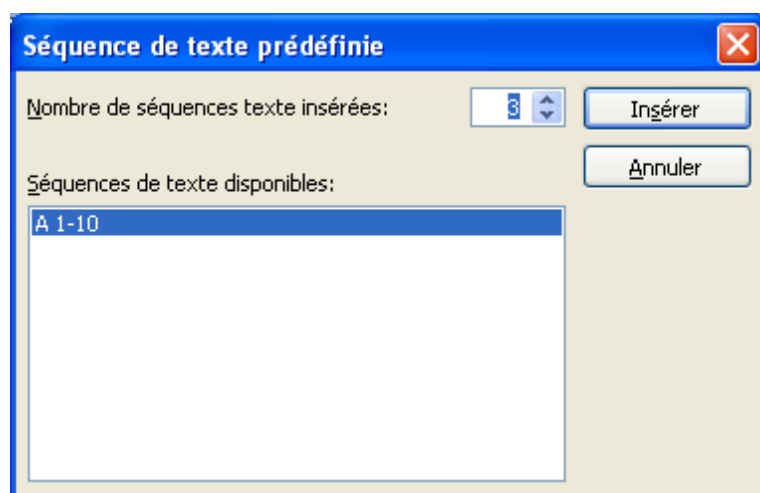 Séquence de texte prédéfinie
Nombre de séquences texte insérées: 3 Insérer
Annuler
Séquences de texte disponibles:
A 1-10